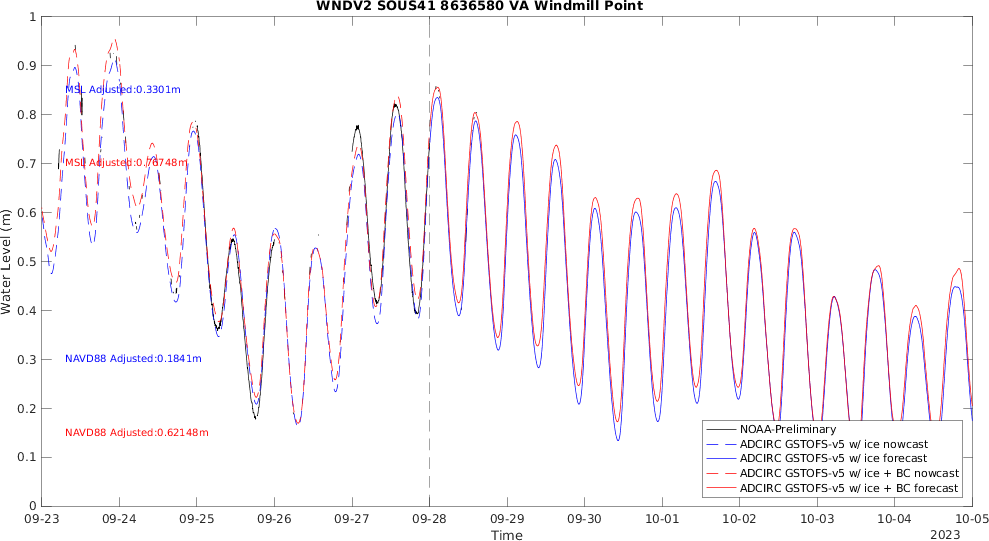 WNDV2 SOUS41 8636580 VA Windmill Point
1
0.9
0.8
0.7
0.6
0.5
0.4
0.3
0.2
0.1
0
Water Level (m)
MSL Adjusted:0.3301m
MSL Adjusted:0.76748m
NAVD88 Adjusted:0.1841m
NAVD88 Adjusted:0.62148m
NOAA-Preliminary
ADCIRC GSTOFS-v5 w/ ice nowcast
ADCIRC GSTOFS-v5 w/ ice forecast
ADCIRC GSTOFS-v5 w/ ice + BC nowcast
ADCIRC GSTOFS-v5 w/ ice + BC forecast
09-23 09-24 09-25 09-26 09-27 09-28 09-29 09-30 10-01 10-02 10-03 10-04 10-05
Time
2023